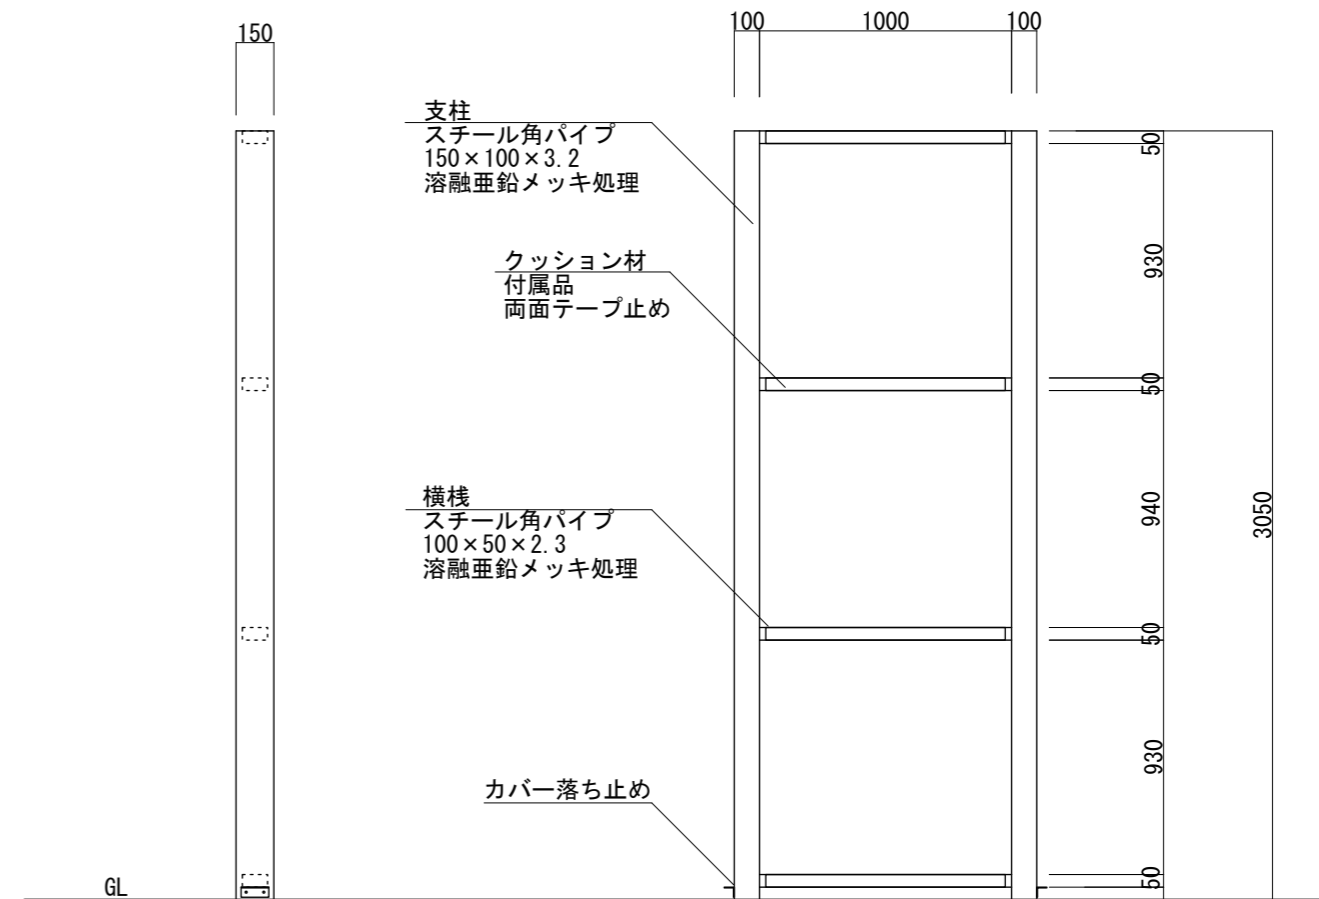 150
100
1000
100
支柱
スチール角パイプ
150×100×3.2
溶融亜鉛メッキ処理
クッション材
付属品
両面テープ止め
横桟
スチール角パイプ
100×50×2.3
溶融亜鉛メッキ処理
カバー落ち止め
50
930
50
940
50
930
50
3050
GL